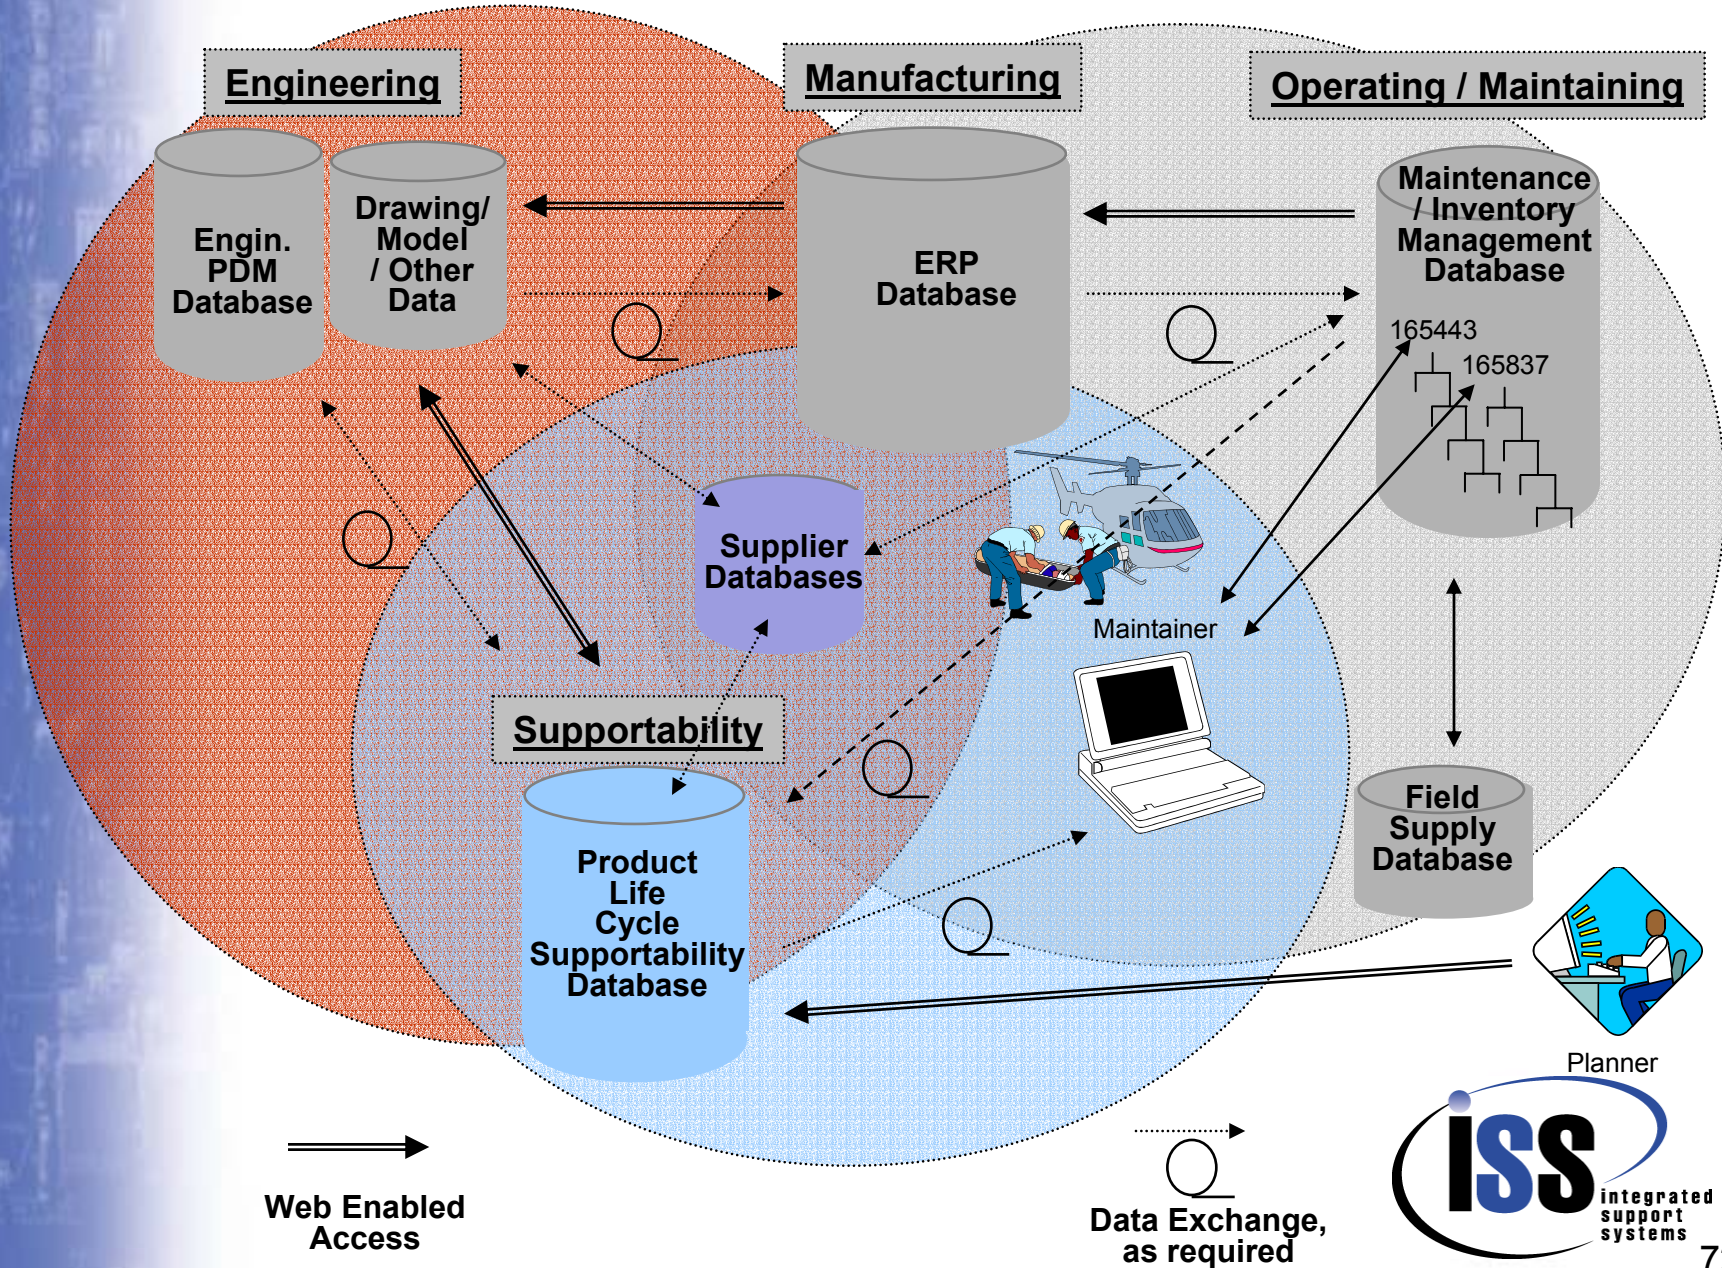 Engineering
Manufacturing
Operating / Maintaining
Engin.
PDM
Database
Drawing/
Model
/ Other
Data
ERP
Database
Maintenance
/ Inventory
Management
Database
165443
165837
Supplier
Databases
Maintainer
Supportability
Product
Life
Cycle
Supportability
Database
Field
Supply
Database
Planner
Web Enabled
Access
Data Exchange,
as required
iSS
integrated
support
systems